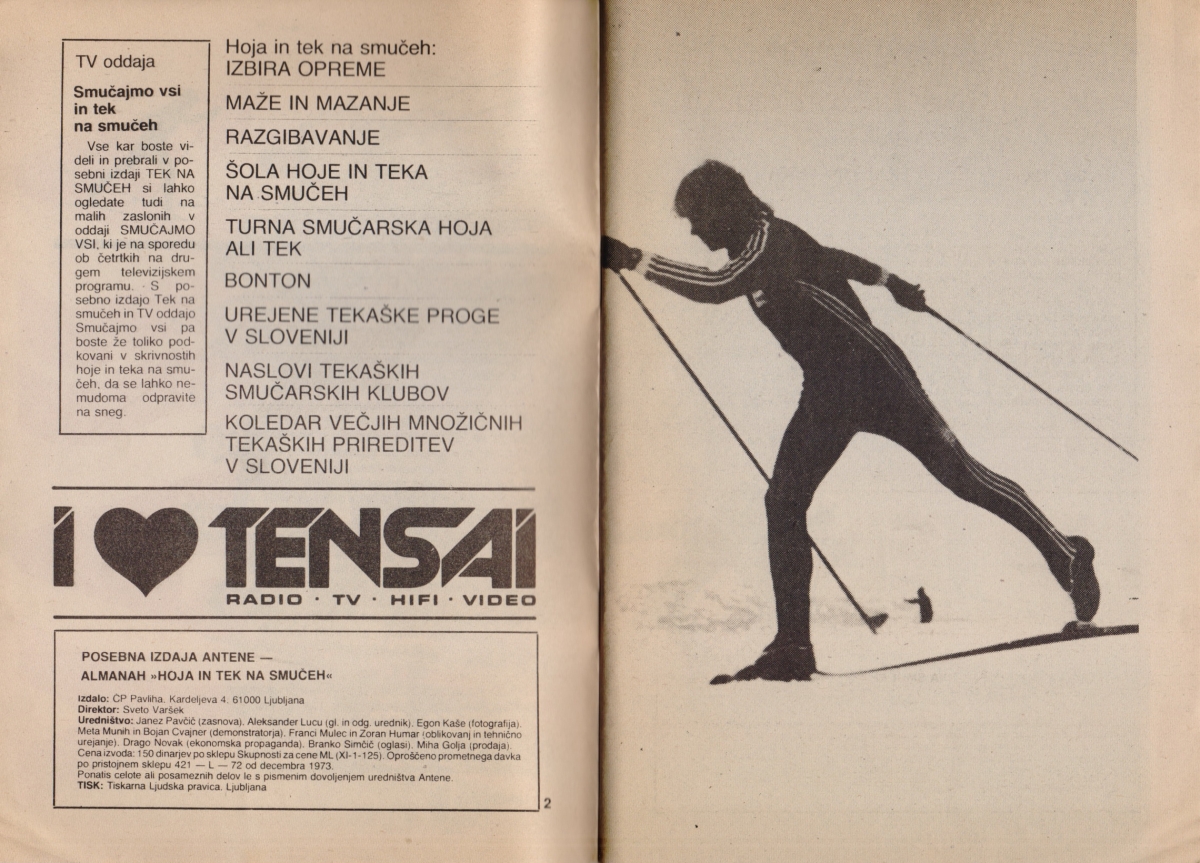 TV oddaja
Smučajmo vsi
in tek
na smučeh
Vse kar boste vi-
deli in prebrali v po-
sebni izdaji TEK NA
SMUČEH si lahko
ogledate tudi na
malih zaslonih v
oddaji SMUČAJMO
VSI, ki je na sporedu
ob četrtkih na dru-
gem televizijskem
programu. S po-
sebno izdajo Tek na
smučeh in TV oddajo
Smučajmo vsi pa
boste že toliko pod-
kovani v skrivnostih
hoje in teka na smu-
čeh, da se lahko ne-
mudoma odpravite
na sneg.
Hoja in tek na smučeh:
IZBIRA OPREME
MAŽE IN MAZANJE
RAZGIBAVANJE
ŠOLA HOJE IN TEKA
NA SMUČEH
TURNA SMUČARSKA HOJA
ALI TEK
BONTON
UREJENE TEKAŠKE PROGE
V SLOVENIJI
NASLOVI TEKAŠKIH
SMUČARSKIH KLUBOV
KOLEDAR VEČJIH MNOŽIČNIH
TEKAŠKIH PRIREDITEV
V SLOVENIJI
I ♥ TENSAI
RADIO · TV · HIFI · VIDEO
POSEBNA IZDAJA ANTENE —
ALMANAH »HOJA IN TEK NA SMUČEH«
Izdalo: ČP Pavliha, Kardeljeva 4, 61000 Ljubljana
Direktor: Sveto Varšek
Uredništvo: Janez Pavčič (zasnova), Aleksander Lucu (gl. in odg. urednik), Egon Kaše (fotografija),
Meta Munih in Bojan Cvajner (demonstratorja), Franci Mulec in Zoran Humar (oblikovanj in tehnično
urejanje), Drago Novak (ekonomska propaganda), Branko Simčić (oglasi), Miha Golja (prodaja).
Cena izvoda: 150 dinarjev po sklepu Skupnosti za cene ML (XI-1-125). Oproščeno prometnega davka
po pristojnem sklepu 421 — L — 72 od decembra 1973.
Ponatis celote ali posameznih delov le s pismenim dovoljenjem uredništva Antene.
TISK: Tiskarna Ljudska pravica, Ljubljana
2